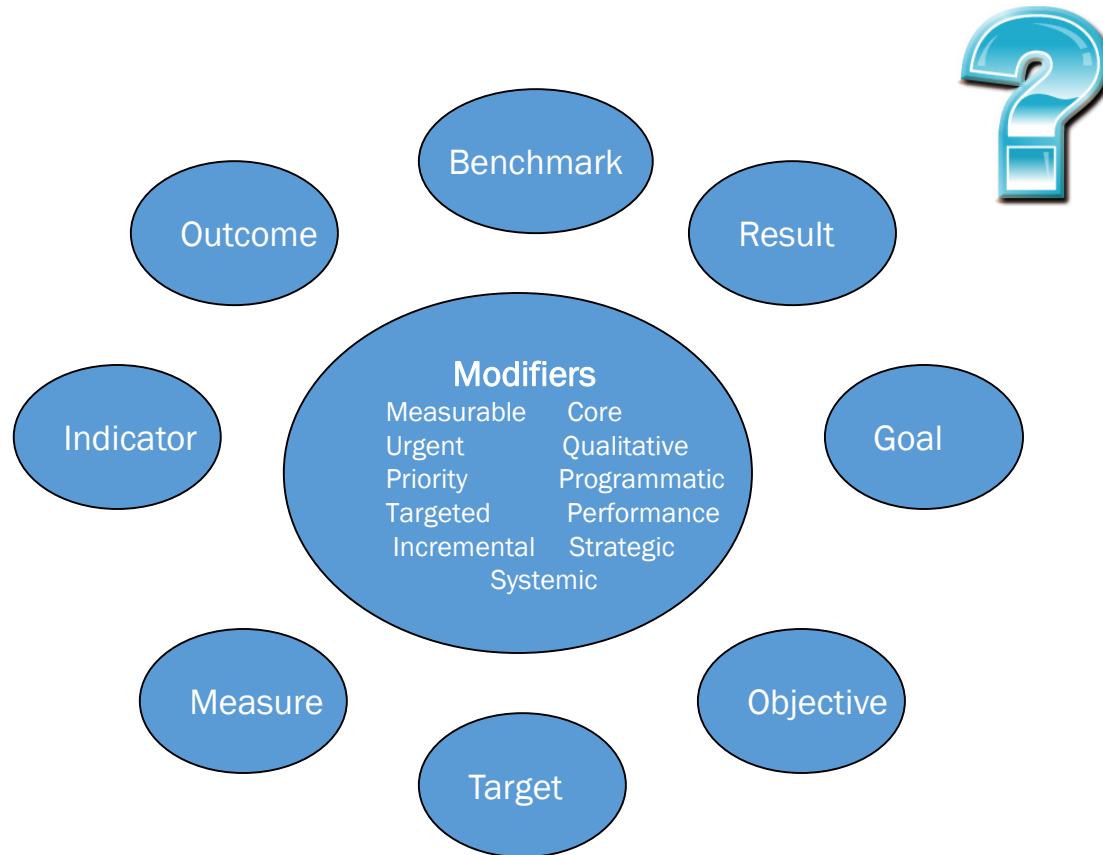 Benchmark
Outcome
Result
Modifiers
Measurable Core
Urgent Qualitative
Priority Programmatic
Targeted Performance
Incremental Strategic
Systemic
Indicator
Goal
Measure
Objective
Target